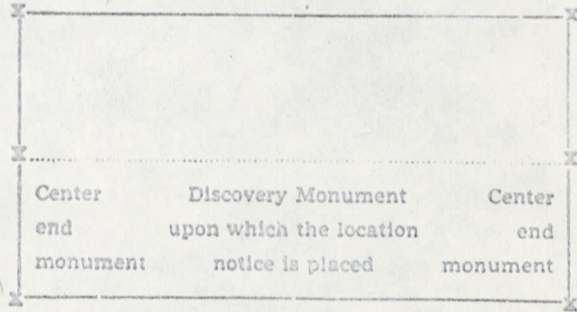 Center Discovery Monument Center
end upon which the location end
monument notice is placed monument